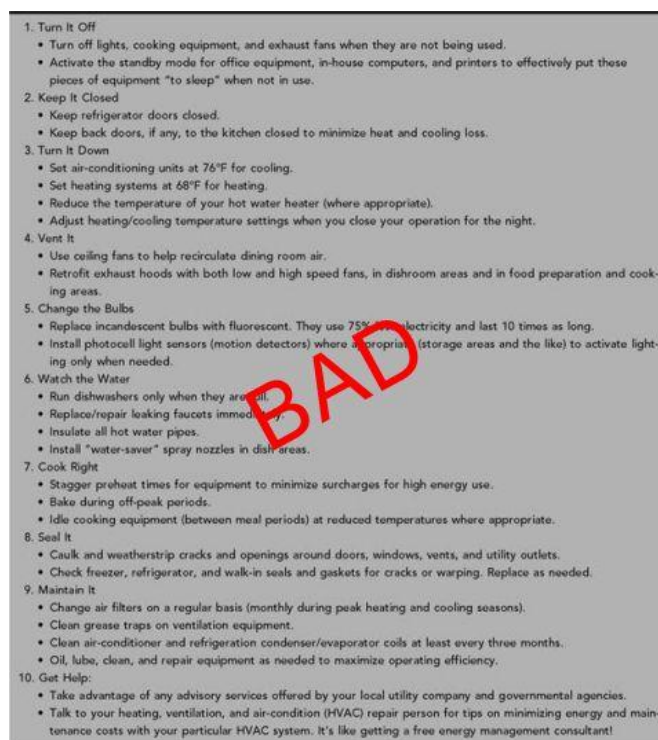 1. Turn It Off
• Turn off lights, cooking equipment, and exhaust fans when they are not being used.
• Activate the standby mode for office equipment, in-house computers, and printers to effectively put these
pieces of equipment "to sleep" when not in use.
2. Keep It Closed
• Keep refrigerator doors closed.
• Keep back doors, if any, to the kitchen closed to minimize heat and cooling loss.
3. Turn It Down
• Set air-conditioning units at 76°F for cooling.
• Set heating systems at 68°F for heating.
• Reduce the temperature of your hot water heater (where appropriate).
• Adjust heating/cooling temperature settings when you close your operation for the night.
4. Vent It
• Use ceiling fans to help recirculate dining room air.
• Retrofit exhaust hoods with both low and high speed fans, in dishroom areas and in food preparation and cook-
ing areas.
5. Change the Bulbs
• Replace incandescent bulbs with fluorescent. They use 75% electricity and last 10 times as long.
• Install photocell light sensors (motion detectors) where appropriate (storage areas and the like) to activate light-
ing only when needed.
6. Watch the Water
• Run dishwashers only when they are full.
• Replace/repair leaking faucets immediately.
• Insulate all hot water pipes.
• Install "water-saver" spray nozzles in dish areas.
7. Cook Right
• Stagger preheat times for equipment to minimize surcharges for high energy use.
• Bake during off-peak periods.
• Idle cooking equipment (between meal periods) at reduced temperatures where appropriate.
8. Seal It
• Caulk and weatherstrip cracks and openings around doors, windows, vents, and utility outlets.
• Check freezer, refrigerator, and walk-in seals and gaskets for cracks or warping. Replace as needed.
9. Maintain It
• Change air filters on a regular basis (monthly during peak heating and cooling seasons).
• Clean grease traps on ventilation equipment.
• Clean air-conditioner and refrigeration condenser/evaporator coils at least every three months.
• Oil, lube, clean, and repair equipment as needed to maximize operating efficiency.
10. Get Help:
• Take advantage of any advisory services offered by your local utility company and governmental agencies.
• Talk to your heating, ventilation, and air-condition (HVAC) repair person for tips on minimizing energy and main-
tenance costs with your particular HVAC system. It's like getting a free energy management consultant!
BAD